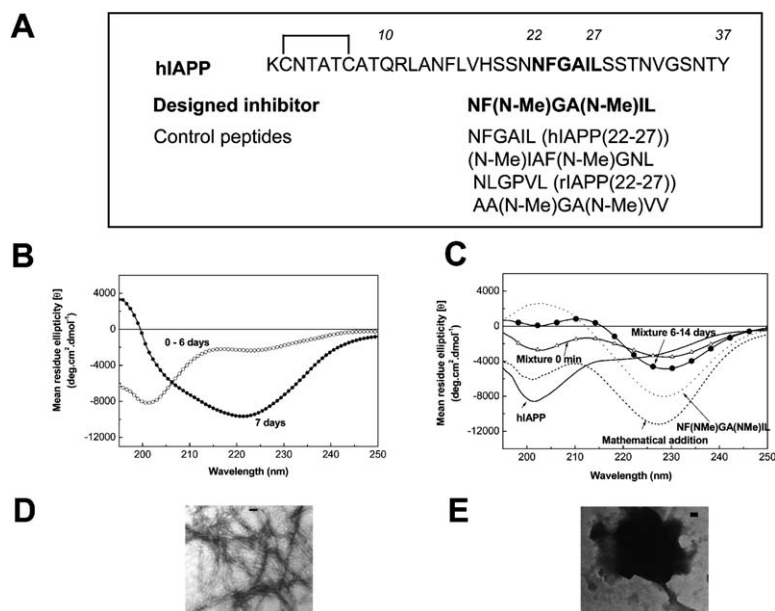 A
10 22 27 37
hIAPP KCNTATCATQRLANFLVHSSNNFGAILSSTNVGSNTY
Designed inhibitor NF(N-Me)GA(N-Me)IL
Control peptides NFGAIL (hIAPP(22-27))
(N-Me)IAF(N-Me)GNL
NLGPVL (rIAPP(22-27))
AA(N-Me)GA(N-Me)VV
B
Mean residue ellipticity [θ]
(deg.cm².dmol⁻¹)
4000
0
-4000
-8000
-12000
0 - 6 days
7 days
200 210 220 230 240 250
Wavelength (nm)
C
Mean residue ellipticity [θ]
(deg.cm².dmol⁻¹)
4000
0
-4000
-8000
-12000
Mixture 6-14 days
Mixture 0 min
hIAPP
NF(NMe)GA(NMe)IL
Mathematical addition
200 210 220 230 240 250
Wavelength (nm)
D
E